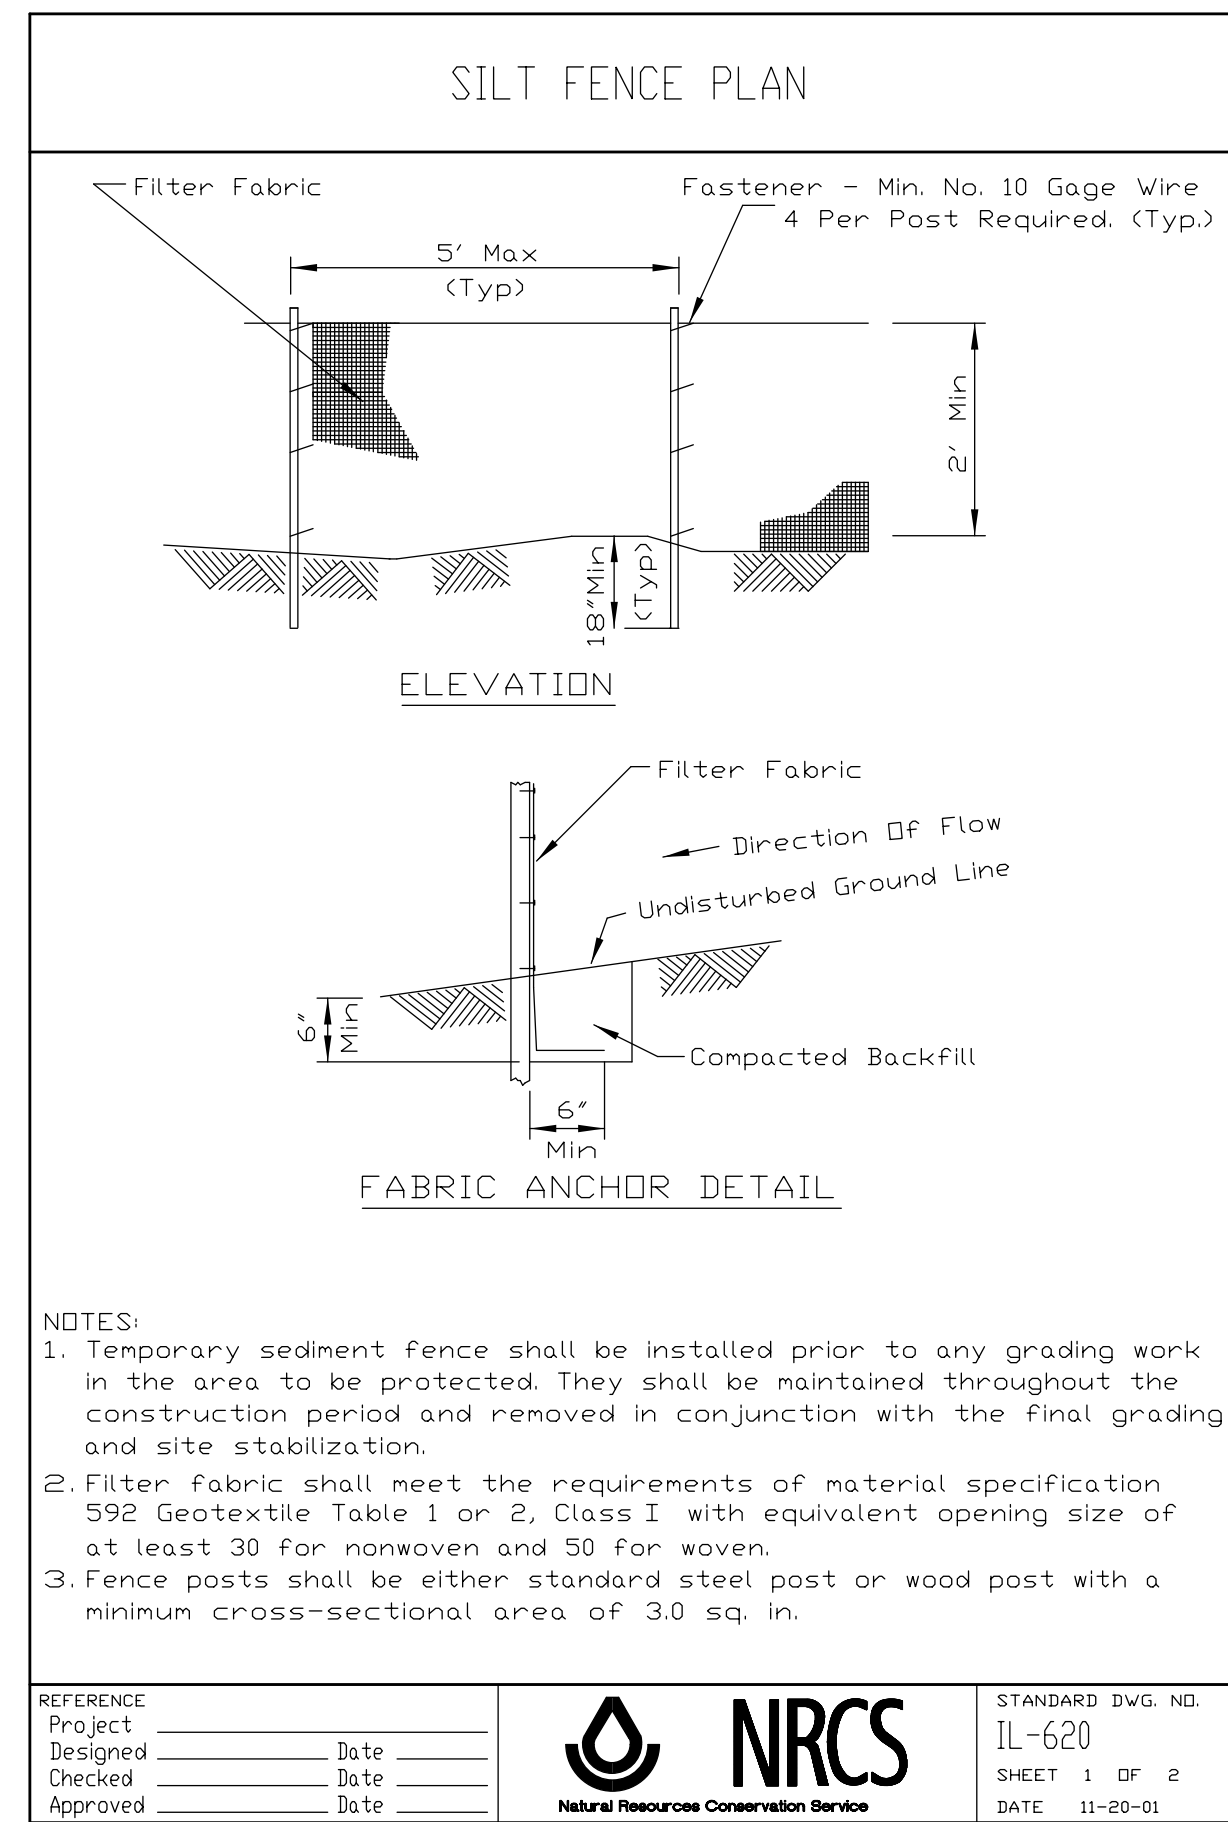 SILT FENCE PLAN
Filter Fabric
Fastener - Min. No. 10 Gage Wire
4 Per Post Required. (Typ.)
5' Max
(Typ)
2' Min
18"Min
(Typ)
ELEVATION
Filter Fabric
Direction Of Flow
Undisturbed Ground Line
6"
Min
Compacted Backfill
6"
Min
FABRIC ANCHOR DETAIL
NOTES:
1. Temporary sediment fence shall be installed prior to any grading work
in the area to be protected. They shall be maintained throughout the
construction period and removed in conjunction with the final grading
and site stabilization.
2. Filter fabric shall meet the requirements of material specification
592 Geotextile Table 1 or 2, Class I with equivalent opening size of
at least 30 for nonwoven and 50 for woven.
3. Fence posts shall be either standard steel post or wood post with a
minimum cross-sectional area of 3.0 sq. in.
REFERENCE
Project
Designed Date
Checked Date
Approved Date
NRCS
Natural Resources Conservation Service
STANDARD DWG. NO.
IL-620
SHEET 1 OF 2
DATE 11-20-01